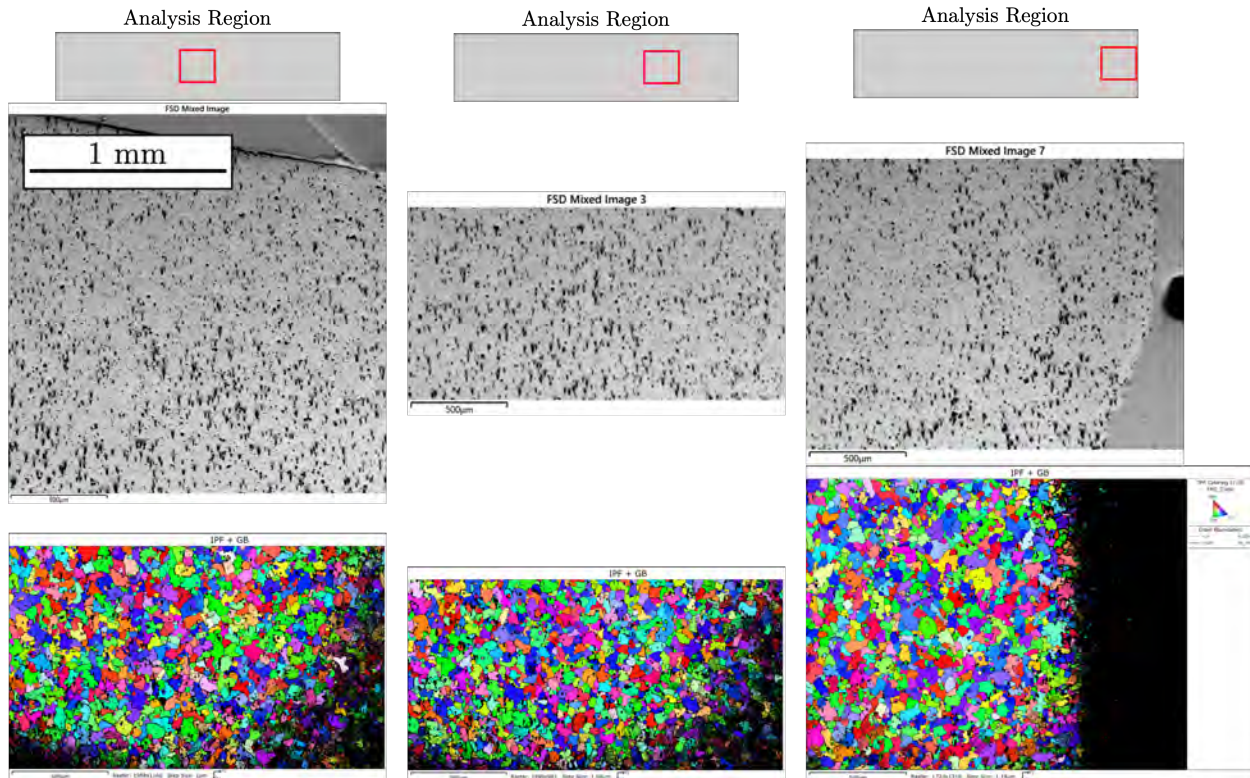 Analysis Region
Analysis Region
Analysis Region
FSD Mixed Image
1 mm
FSD Mixed Image 3
500μm
FSD Mixed Image 7
500μm
500μm
IPF + GB
IPF + GB
IPF + GB